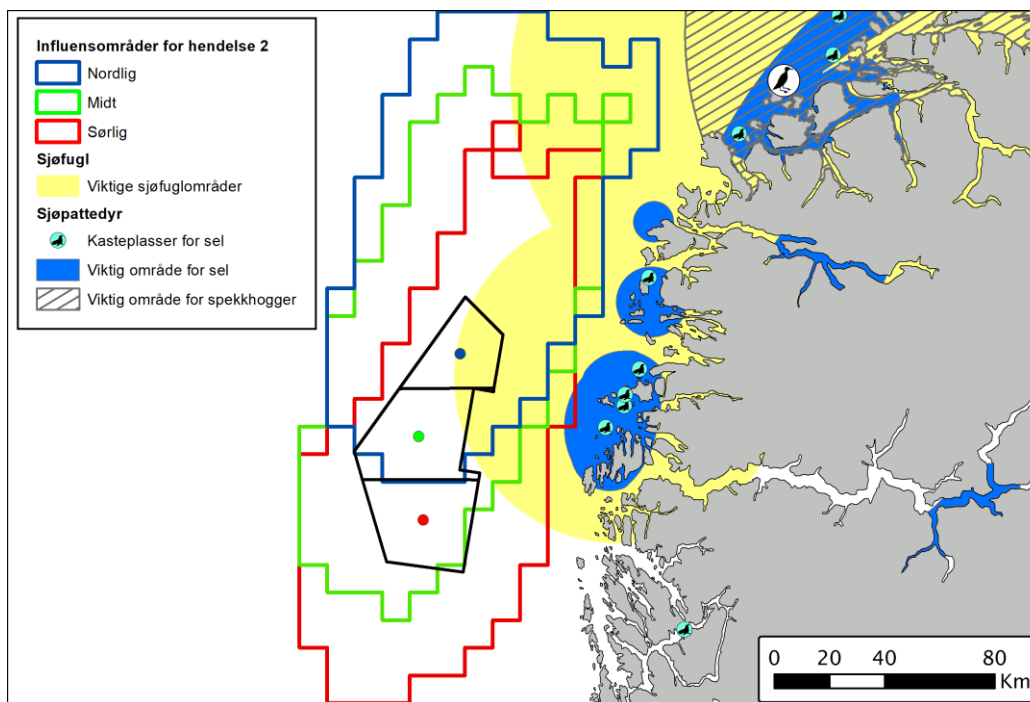 Influensområder for hendelse 2
Nordlig
Midt
Sørlig
Sjøfugl
Viktige sjøfuglområder
Sjøpattedyr
Kasteplasser for sel
Viktig område for sel
Viktig område for spekkhogger
0 20 40 80
Km